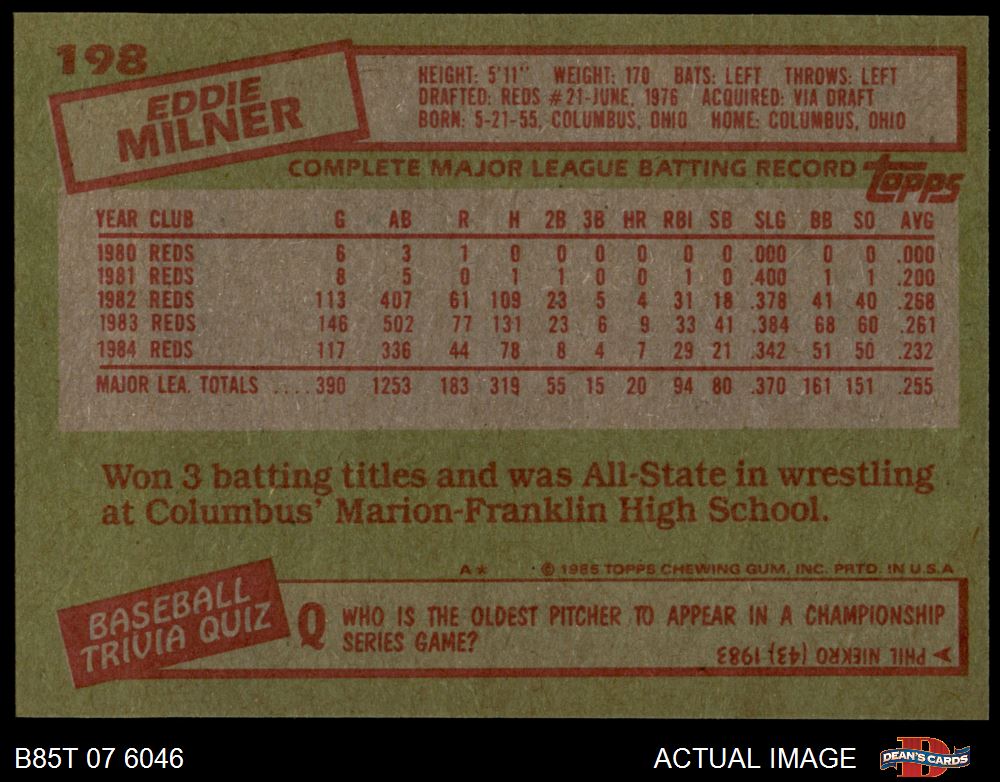 198
EDDIE
MILNER
HEIGHT: 5'11" WEIGHT: 170 BATS: LEFT THROWS: LEFT
DRAFTED: REDS #21-JUNE, 1976 ACQUIRED: VIA DRAFT
BORN: 5-21-55, COLUMBUS, OHIO HOME: COLUMBUS, OHIO
COMPLETE MAJOR LEAGUE BATTING RECORD topps
YEAR CLUB G AB R H 2B 3B HR RBI SB SLG BB SO AVG
1980 REDS 6 3 1 0 0 0 0 0 0 .000 0 0 .000
1981 REDS 8 5 0 1 1 0 0 1 0 .400 1 1 .200
1982 REDS 113 407 61 109 23 5 4 31 18 .378 41 40 .268
1983 REDS 146 502 77 131 23 6 9 33 41 .384 68 60 .261
1984 REDS 117 336 44 78 8 4 7 29 21 .342 51 50 .232
MAJOR LEA. TOTALS ....390 1253 183 319 55 15 20 94 80 .370 161 151 .255
Won 3 batting titles and was All-State in wrestling
at Columbus' Marion-Franklin High School.
A* © 1985 TOPPS CHEWING GUM, INC. PRTD. IN U.S.A
BASEBALL
TRIVIA QUIZ
Q WHO IS THE OLDEST PITCHER TO APPEAR IN A CHAMPIONSHIP
SERIES GAME?
PHIL NIEKRO (43) 1983
B85T 07 6046
ACTUAL IMAGE
DEAN'S CARDS